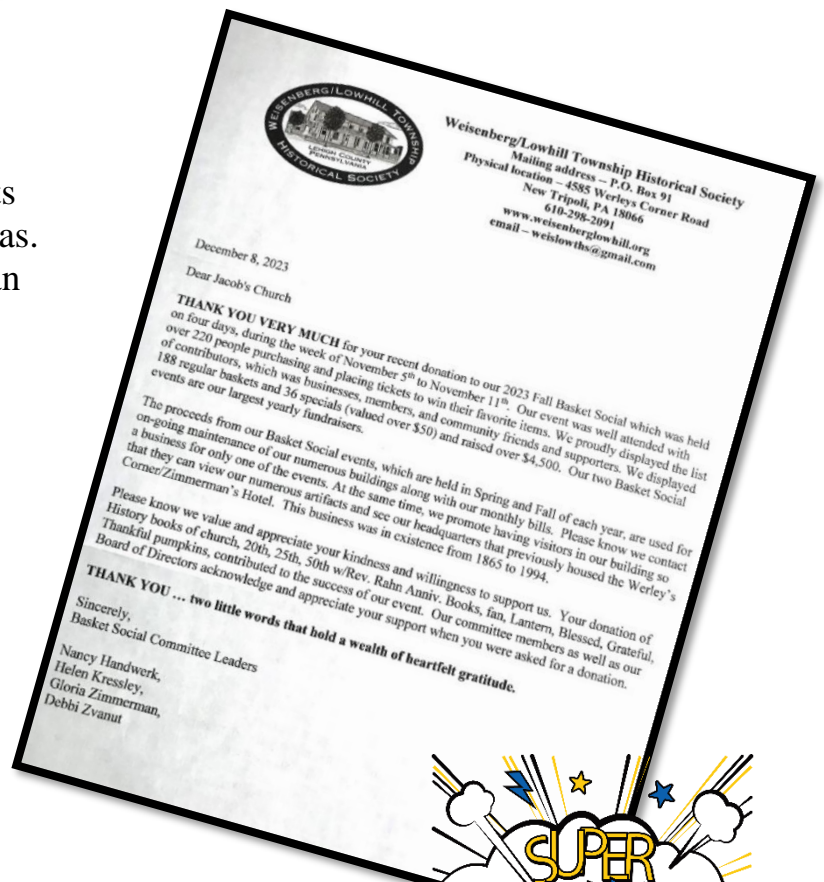 ts
as.
an
WEISENBERG/LOWHILL TOWNSHIP
LEHIGH COUNTY
PENNSYLVANIA
HISTORICAL SOCIETY
Weisenberg/Lowhill Township Historical Society
Mailing address – P.O. Box 91
Physical location – 4585 Werleys Corner Road
New Tripoli, PA 18066
610-298-2091
www.weisenberglowhill.org
email – weislowths@gmail.com
December 8, 2023
Dear Jacob's Church
THANK YOU VERY MUCH for your recent donation to our 2023 Fall Basket Social which was held
on four days, during the week of November 5th to November 11th. Our event was well attended with
over 220 people purchasing and placing tickets to win their favorite items. We proudly displayed the list
of contributors, which was businesses, members, and community friends and supporters. We displayed
188 regular baskets and 36 specials (valued over $50) and raised over $4,500. Our two Basket Social
events are our largest yearly fundraisers.
The proceeds from our Basket Social events, which are held in Spring and Fall of each year, are used for
on-going maintenance of our numerous buildings along with our monthly bills. Please know we contact
a business for only one of the events. At the same time, we promote having visitors in our building so
that they can view our numerous artifacts and see our headquarters that previously housed the Werley's
Corner/Zimmerman's Hotel. This business was in existence from 1865 to 1994.
Please know we value and appreciate your kindness and willingness to support us. Your donation of
History books of church, 20th, 25th, 50th w/Rev. Rahn Anniv. Books, fan, Lantern, Blessed, Grateful,
Thankful pumpkins, contributed to the success of our event. Our committee members as well as our
Board of Directors acknowledge and appreciate your support when you were asked for a donation.
THANK YOU … two little words that hold a wealth of heartfelt gratitude.
Sincerely,
Basket Social Committee Leaders
Nancy Handwerk,
Helen Kressley,
Gloria Zimmerman,
Debbi Zvanut
SUPER